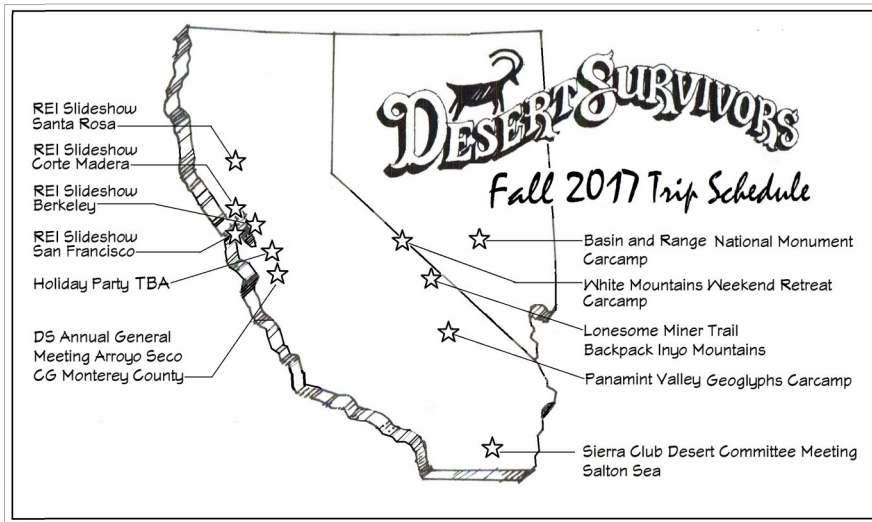 DESERT SURVIVORS
Fall 2017 Trip Schedule
REI Slideshow
Santa Rosa
REI Slideshow
Corte Madera
REI Slideshow
Berkeley
REI Slideshow
San Francisco
Holiday Party TBA
DS Annual General
Meeting Arroyo Seco
CG Monterey County
Basin and Range National Monument
Carcamp
White Mountains Weekend Retreat
Carcamp
Lonesome Miner Trail
Backpack Inyo Mountains
Panamint Valley Geoglyphs Carcamp
Sierra Club Desert Committee Meeting
Salton Sea